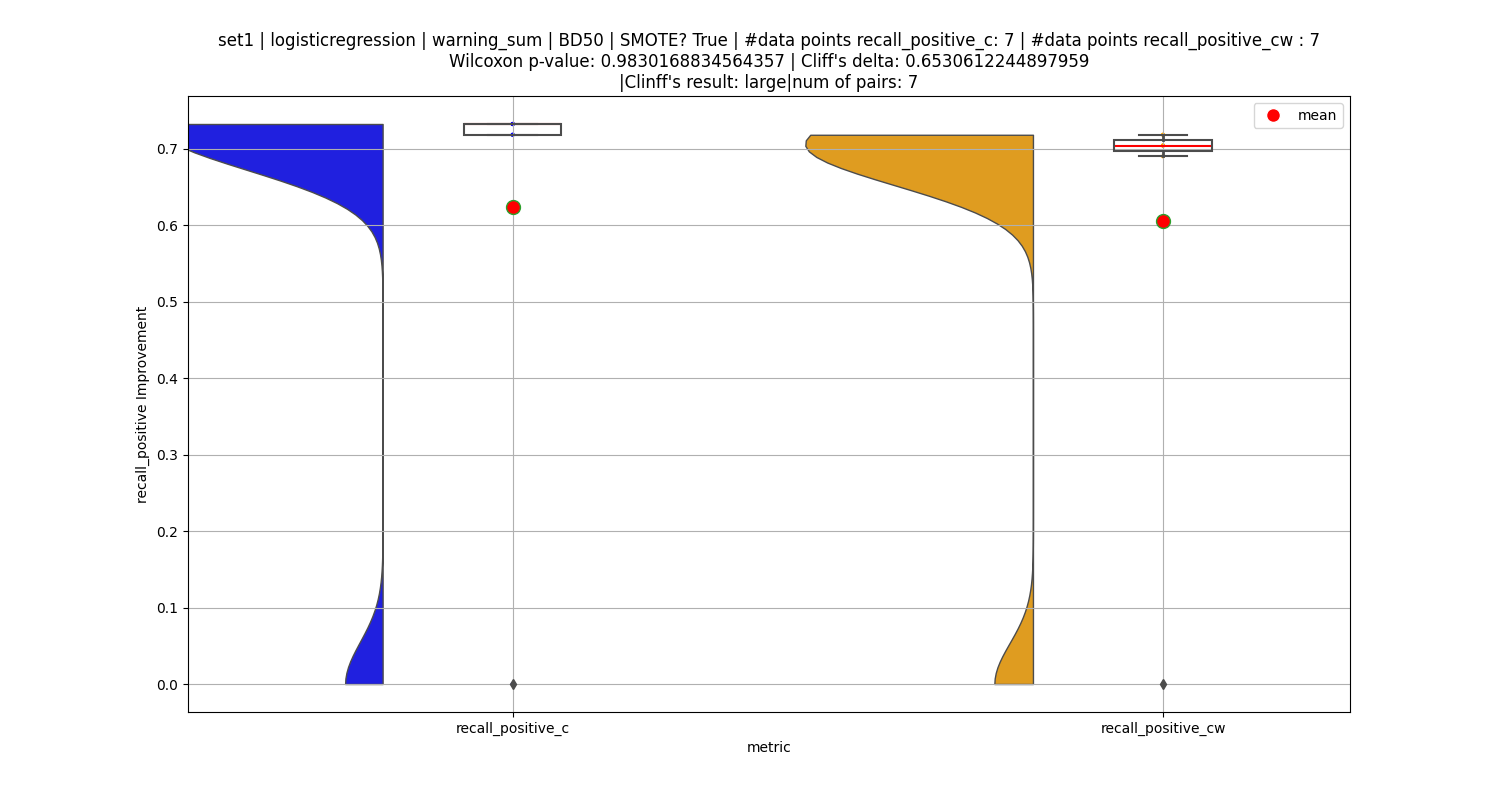 set1 | logisticregression | warning_sum | BD50 | SMOTE? True | #data points recall_positive_c: 7 | #data points recall_positive_cw : 7
Wilcoxon p-value: 0.9830168834564357 | Cliff's delta: 0.6530612244897959
|Clinff's result: large|num of pairs: 7
mean
0.7
0.6
0.5
0.4
0.3
0.2
0.1
0.0
recall_positive Improvement
recall_positive_c
recall_positive_cw
metric